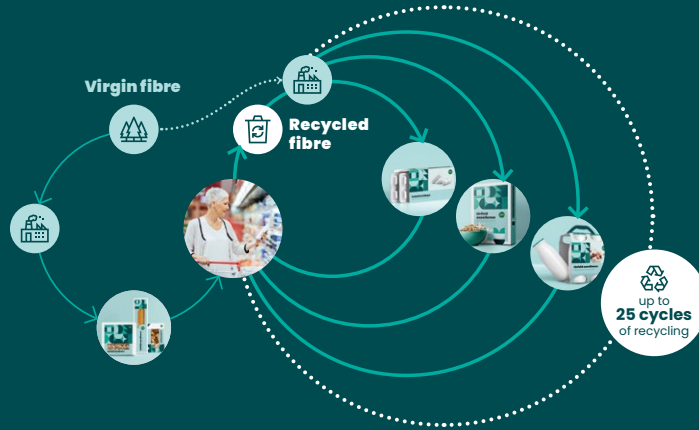 Virgin fibre
Recycled
fibre
up to
25 cycles
of recycling